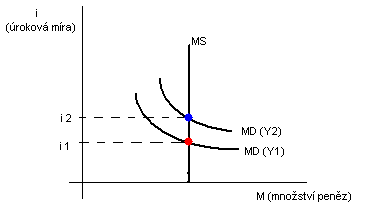 i
(úroková míra)
MS
i 2
MD (Y2)
i 1
MD (Y1)
M (množství peněz)